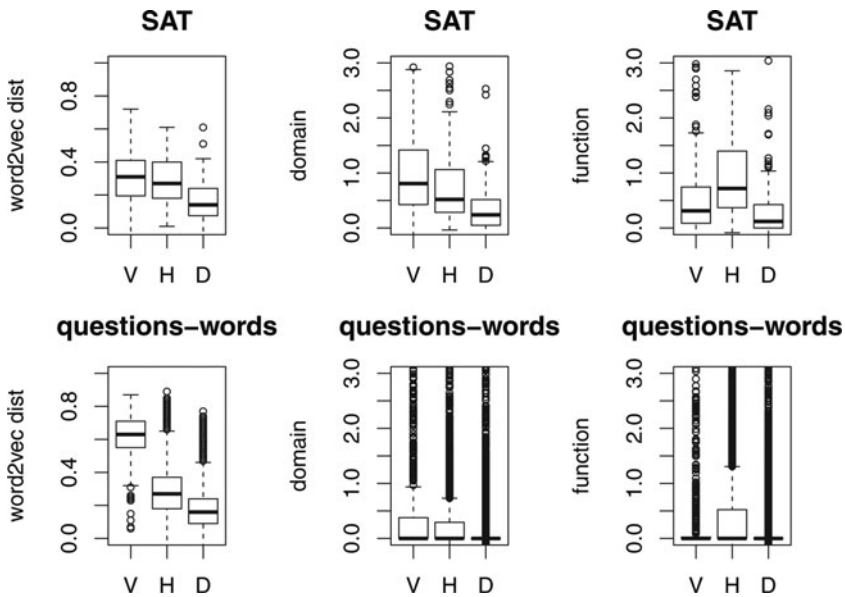 SAT
word2vec dist
0.0 0.4 0.8
V H D
SAT
domain
0.0 1.0 2.0 3.0
V H D
SAT
function
0.0 1.0 2.0 3.0
V H D
questions-words
word2vec dist
0.0 0.4 0.8
V H D
questions-words
domain
0.0 1.0 2.0 3.0
V H D
questions-words
function
0.0 1.0 2.0 3.0
V H D